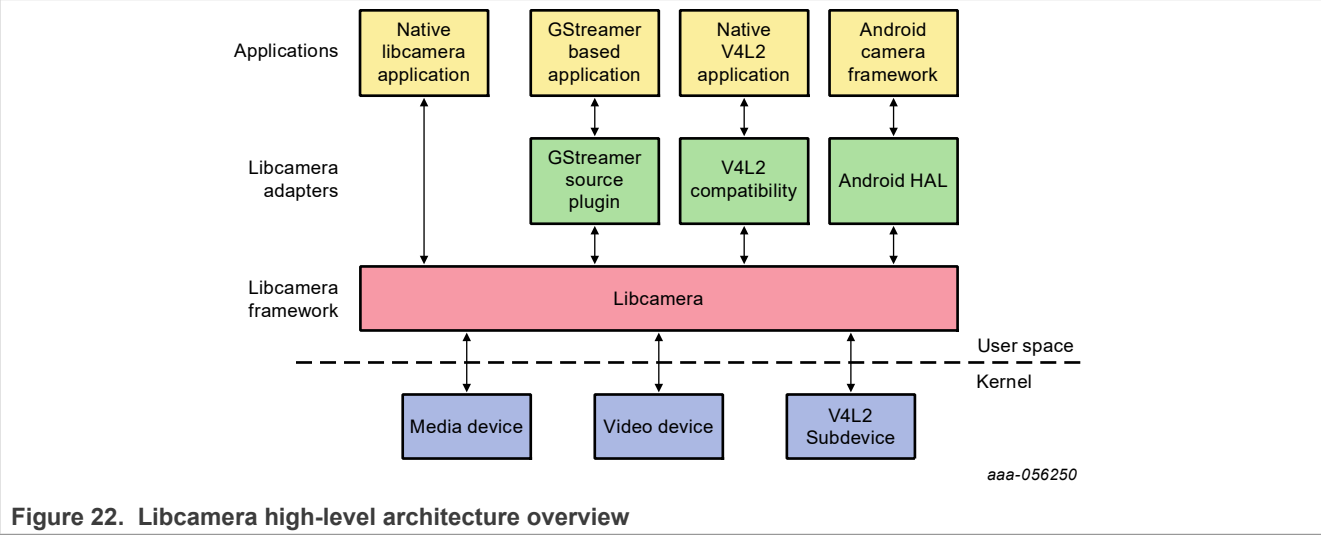 Applications
Native
libcamera
application
GStreamer
based
application
Native
V4L2
application
Android
camera
framework
Libcamera
adapters
GStreamer
source
plugin
V4L2
compatibility
Android HAL
Libcamera
framework
Libcamera
User space
Kernel
Media device
Video device
V4L2
Subdevice
aaa-056250
Figure 22. Libcamera high-level architecture overview